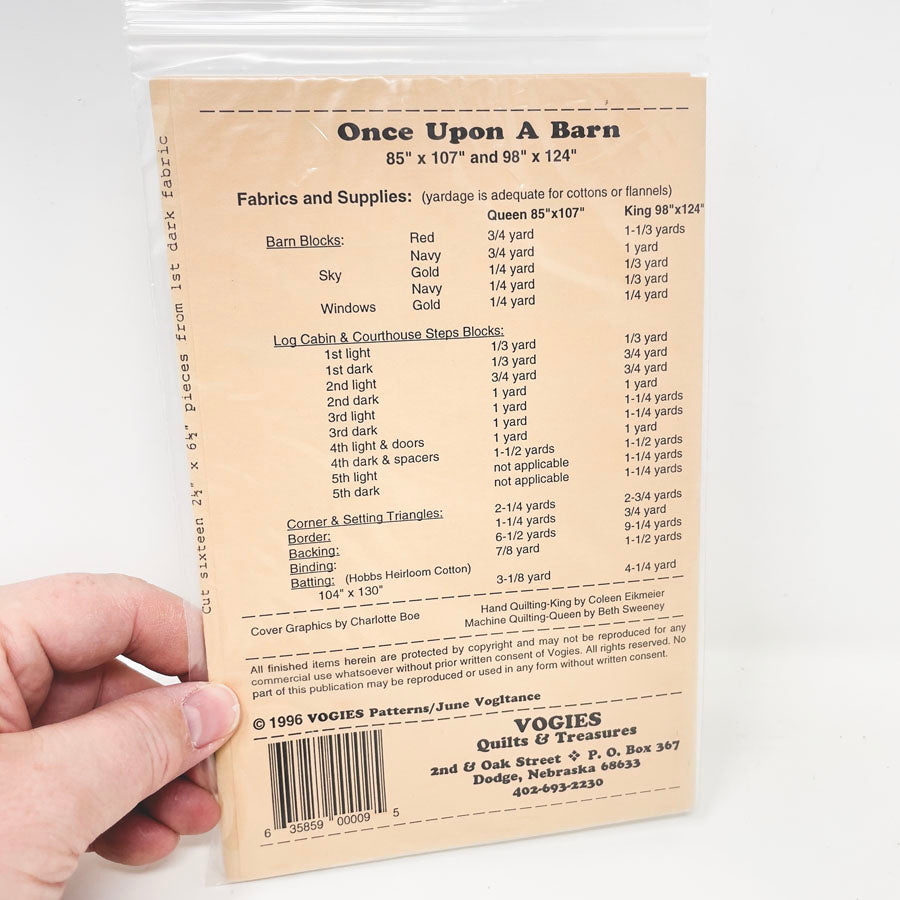 Once Upon A Barn
85" x 107" and 98" x 124"
Fabrics and Supplies: (yardage is adequate for cottons or flannels)
Queen 85"x107" King 98"x124"
Barn Blocks: Red 3/4 yard 1-1/3 yards
Navy 3/4 yard 1 yard
Sky Gold 1/4 yard 1/3 yard
Navy 1/4 yard 1/3 yard
Windows Gold 1/4 yard 1/4 yard
Log Cabin & Courthouse Steps Blocks:
1st light 1/3 yard 1/3 yard
1st dark 1/3 yard 3/4 yard
2nd light 3/4 yard 3/4 yard
2nd dark 1 yard 1 yard
3rd light 1 yard 1-1/4 yards
3rd dark 1 yard 1-1/4 yards
4th light & doors 1 yard 1 yard
4th dark & spacers 1-1/2 yards 1-1/2 yards
5th light not applicable 1-1/4 yards
5th dark not applicable 1-1/4 yards
Corner & Setting Triangles: 2-1/4 yards 2-3/4 yards
Border: 1-1/4 yards 3/4 yard
Backing: 6-1/2 yards 9-1/4 yards
Binding: 7/8 yard 1-1/2 yards
Batting: (Hobbs Heirloom Cotton)
104" x 130" 3-1/8 yard 4-1/4 yard
Cover Graphics by Charlotte Boe
Hand Quilting-King by Coleen Eikmeier
Machine Quilting-Queen by Beth Sweeney
All finished items herein are protected by copyright and may not be reproduced for any
commercial use whatsoever without prior written consent of Vogies. All rights reserved. No
part of this publication may be reproduced or used in any form without written consent.
© 1996 VOGIES Patterns/June Vogltance
VOGIES
Quilts & Treasures
2nd & Oak Street ❖ P. O. Box 367
Dodge, Nebraska 68633
402-693-2230
6 35859 00009 5
Cut sixteen 2½" x 6½" pieces from 1st dark fabric